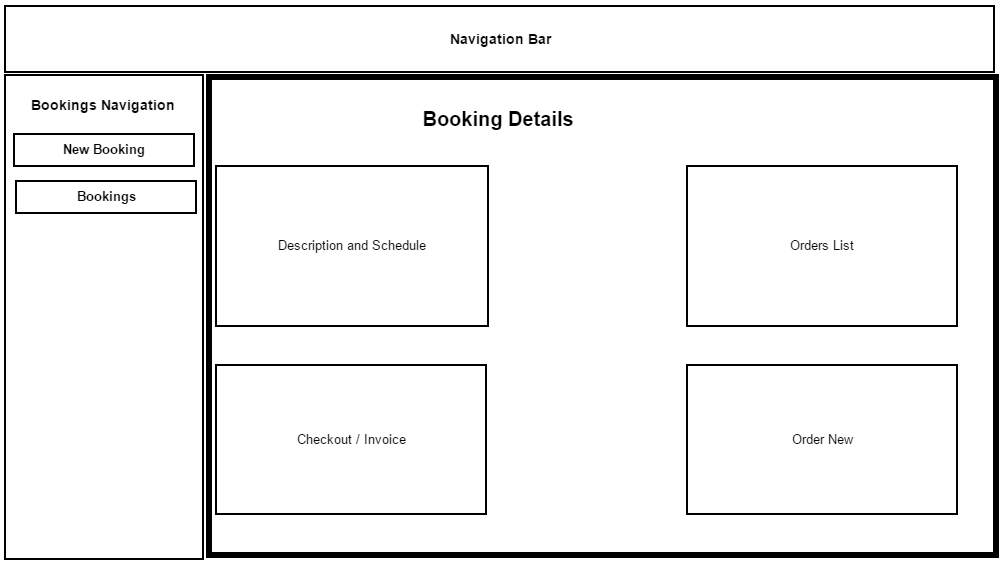 Navigation Bar
Bookings Navigation
New Booking
Bookings
Booking Details
Description and Schedule
Orders List
Checkout / Invoice
Order New